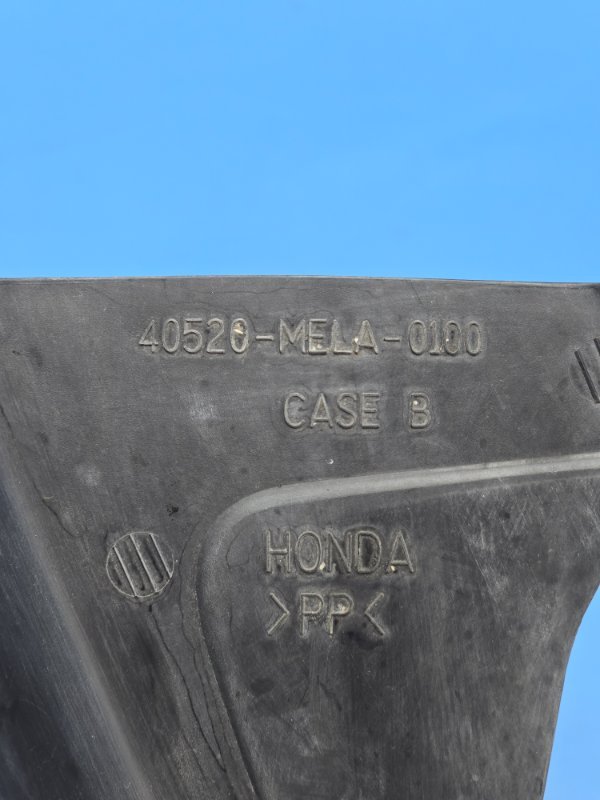 40520-MELA-0100
CASE B
HONDA
>PP<